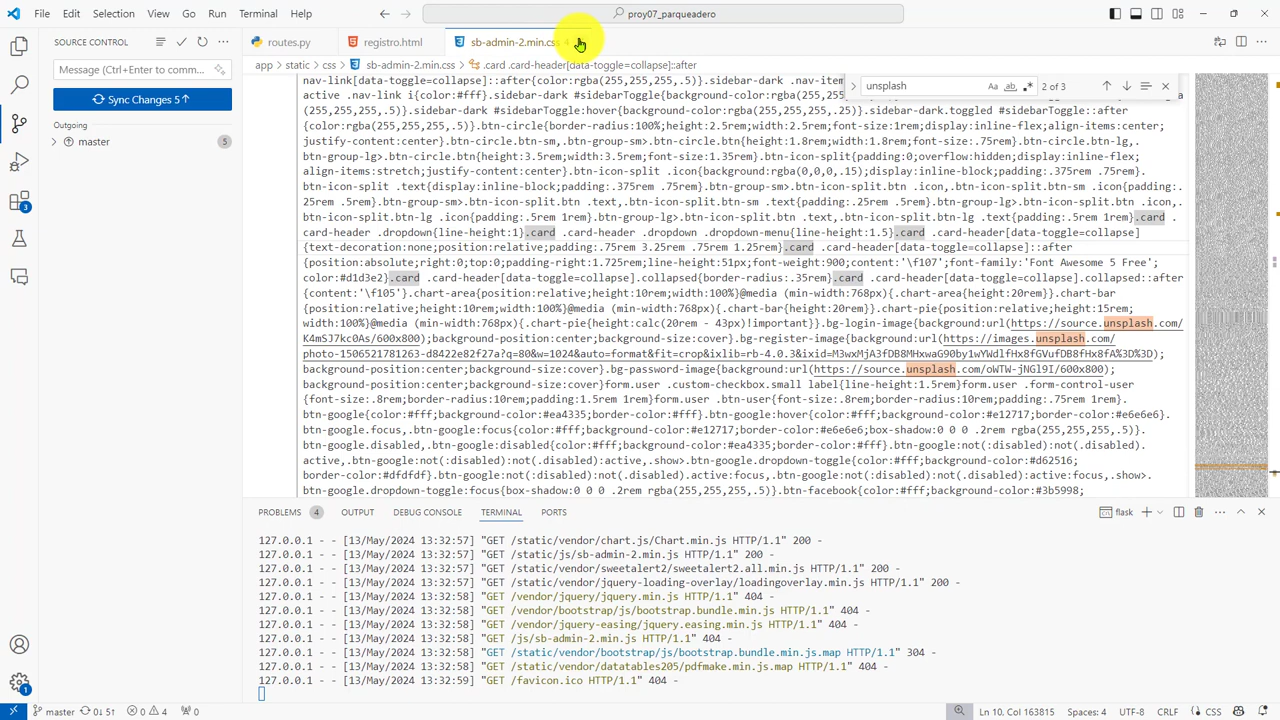 File Edit Selection View Go Run Terminal Help
proy07_parqueadero
SOURCE CONTROL
routes.py
registro.html
sb-admin-2.min.css 4
Message (Ctrl+Enter to comm...
app > static > css > sb-admin-2.min.css > .card .card-header[data-toggle=collapse]::after
unsplash
2 of 3
Sync Changes 5↑
Outgoing
master
5
nav-link[data-toggle=collapse]::after{color:rgba(255,255,255,.5)}.sidebar-dark .nav-item
active .nav-link i{color:#fff}.sidebar-dark #sidebarToggle{background-color:rgba(255,
(255,255,255,.5)}.sidebar-dark #sidebarToggle:hover{background-color:rgba(255,255,255,.25)}.sidebar-dark.toggled #sidebarToggle::after
{color:rgba(255,255,255,.5)}.btn-circle{border-radius:100%;height:2.5rem;width:2.5rem;font-size:1rem;display:inline-flex;align-items:center;
justify-content:center}.btn-circle.btn-sm,.btn-group-sm>.btn-circle.btn{height:1.8rem;width:1.8rem;font-size:.75rem}.btn-circle.btn-lg,.
btn-group-lg>.btn-circle.btn{height:3.5rem;width:3.5rem;font-size:1.35rem}.btn-icon-split{padding:0;overflow:hidden;display:inline-flex;
align-items:stretch;justify-content:center}.btn-icon-split .icon{background:rgba(0,0,0,.15);display:inline-block;padding:.375rem .75rem}.
btn-icon-split .text{display:inline-block;padding:.375rem .75rem}.btn-group-sm>.btn-icon-split.btn .icon,.btn-icon-split.btn-sm .icon{padding:.
25rem .5rem}.btn-group-sm>.btn-icon-split.btn .text,.btn-icon-split.btn-sm .text{padding:.25rem .5rem}.btn-group-lg>.btn-icon-split.btn .icon,.
btn-icon-split.btn-lg .icon{padding:.5rem 1rem}.btn-group-lg>.btn-icon-split.btn .text,.btn-icon-split.btn-lg .text{padding:.5rem 1rem}.card .
card-header .dropdown{line-height:1}.card .card-header .dropdown .dropdown-menu{line-height:1.5}.card .card-header[data-toggle=collapse]
{text-decoration:none;position:relative;padding:.75rem 3.25rem .75rem 1.25rem}.card .card-header[data-toggle=collapse]::after
{position:absolute;right:0;top:0;padding-right:1.725rem;line-height:51px;font-weight:900;content:'\f107';font-family:'Font Awesome 5 Free';
color:#d1d3e2}.card .card-header[data-toggle=collapse].collapsed{border-radius:.35rem}.card .card-header[data-toggle=collapse].collapsed::after
{content:'\f105'}.chart-area{position:relative;height:10rem;width:100%}@media (min-width:768px){.chart-area{height:20rem}}.chart-bar
{position:relative;height:10rem;width:100%}@media (min-width:768px){.chart-bar{height:20rem}}.chart-pie{position:relative;height:15rem;
width:100%}@media (min-width:768px){.chart-pie{height:calc(20rem - 43px)!important}}.bg-login-image{background:url(https://source.unsplash.com/
K4mSJ7kc0As/600x800);background-position:center;background-size:cover}.bg-register-image{background:url(https://images.unsplash.com/
photo-1506521781263-d8422e82f27a?q=80&w=1024&auto=format&fit=crop&ixlib=rb-4.0.3&ixid=M3wxMjA3fDB8MHxwaG90by1wYWdlfHx8fGVufDB8fHx8fA%3D%3D);
background-position:center;background-size:cover}.bg-password-image{background:url(https://source.unsplash.com/oWTW-jNGl9I/600x800);
background-position:center;background-size:cover}form.user .custom-checkbox.small label{line-height:1.5rem}form.user .form-control-user
{font-size:.8rem;border-radius:10rem;padding:1.5rem 1rem}form.user .btn-user{font-size:.8rem;border-radius:10rem;padding:.75rem 1rem}.
btn-google{color:#fff;background-color:#ea4335;border-color:#fff}.btn-google:hover{color:#fff;background-color:#e12717;border-color:#e6e6e6}.
btn-google.focus,.btn-google:focus{color:#fff;background-color:#e12717;border-color:#e6e6e6;box-shadow:0 0 0 .2rem rgba(255,255,255,.5)}.
btn-google.disabled,.btn-google:disabled{color:#fff;background-color:#ea4335;border-color:#fff}.btn-google:not(:disabled):not(.disabled).
active,.btn-google:not(:disabled):not(.disabled):active,.show>.btn-google.dropdown-toggle{color:#fff;background-color:#d62516;
border-color:#dfdfdf}.btn-google:not(:disabled):not(.disabled).active:focus,.btn-google:not(:disabled):not(.disabled):active:focus,.show>.
btn-google.dropdown-toggle:focus{box-shadow:0 0 0 .2rem rgba(255,255,255,.5)}.btn-facebook{color:#fff;background-color:#3b5998;
PROBLEMS 4 OUTPUT DEBUG CONSOLE TERMINAL PORTS
flask
127.0.0.1 - - [13/May/2024 13:32:57] "GET /static/vendor/chart.js/Chart.min.js HTTP/1.1" 200 -
127.0.0.1 - - [13/May/2024 13:32:57] "GET /static/js/sb-admin-2.min.js HTTP/1.1" 200 -
127.0.0.1 - - [13/May/2024 13:32:57] "GET /static/vendor/sweetalert2/sweetalert2.all.min.js HTTP/1.1" 200 -
127.0.0.1 - - [13/May/2024 13:32:57] "GET /static/vendor/jquery-loading-overlay/loadingoverlay.min.js HTTP/1.1" 200 -
127.0.0.1 - - [13/May/2024 13:32:58] "GET /vendor/jquery/jquery.min.js HTTP/1.1" 404 -
127.0.0.1 - - [13/May/2024 13:32:58] "GET /vendor/bootstrap/js/bootstrap.bundle.min.js HTTP/1.1" 404 -
127.0.0.1 - - [13/May/2024 13:32:58] "GET /vendor/jquery-easing/jquery.easing.min.js HTTP/1.1" 404 -
127.0.0.1 - - [13/May/2024 13:32:58] "GET /js/sb-admin-2.min.js HTTP/1.1" 404 -
127.0.0.1 - - [13/May/2024 13:32:58] "GET /static/vendor/bootstrap/js/bootstrap.bundle.min.js.map HTTP/1.1" 304 -
127.0.0.1 - - [13/May/2024 13:32:58] "GET /static/vendor/datatables205/pdfmake.min.js.map HTTP/1.1" 404 -
127.0.0.1 - - [13/May/2024 13:32:59] "GET /favicon.ico HTTP/1.1" 404 -
master 0↓ 5↑ 0 4 0
Ln 10, Col 163815 Spaces: 4 UTF-8 CRLF CSS